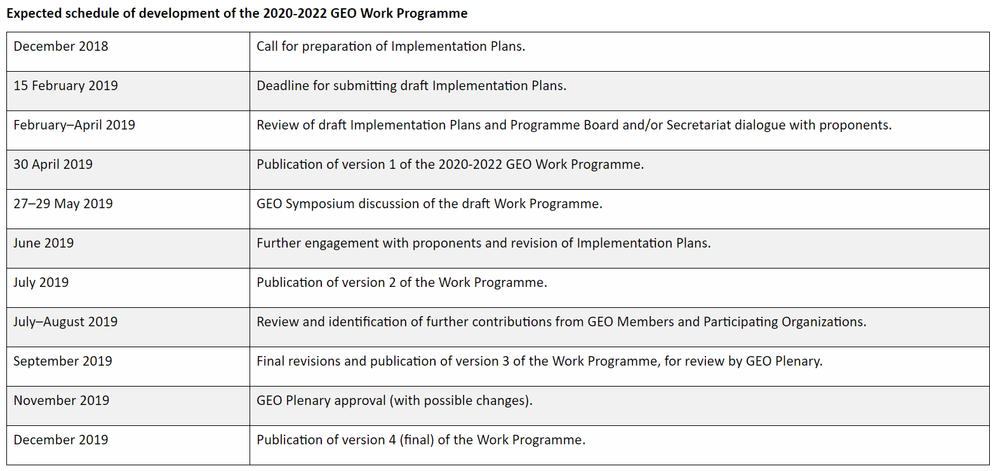 Expected schedule of development of the 2020-2022 GEO Work Programme
December 2018 Call for preparation of Implementation Plans.
15 February 2019 Deadline for submitting draft Implementation Plans.
February–April 2019 Review of draft Implementation Plans and Programme Board and/or Secretariat dialogue with proponents.
30 April 2019 Publication of version 1 of the 2020-2022 GEO Work Programme.
27–29 May 2019 GEO Symposium discussion of the draft Work Programme.
June 2019 Further engagement with proponents and revision of Implementation Plans.
July 2019 Publication of version 2 of the Work Programme.
July–August 2019 Review and identification of further contributions from GEO Members and Participating Organizations.
September 2019 Final revisions and publication of version 3 of the Work Programme, for review by GEO Plenary.
November 2019 GEO Plenary approval (with possible changes).
December 2019 Publication of version 4 (final) of the Work Programme.